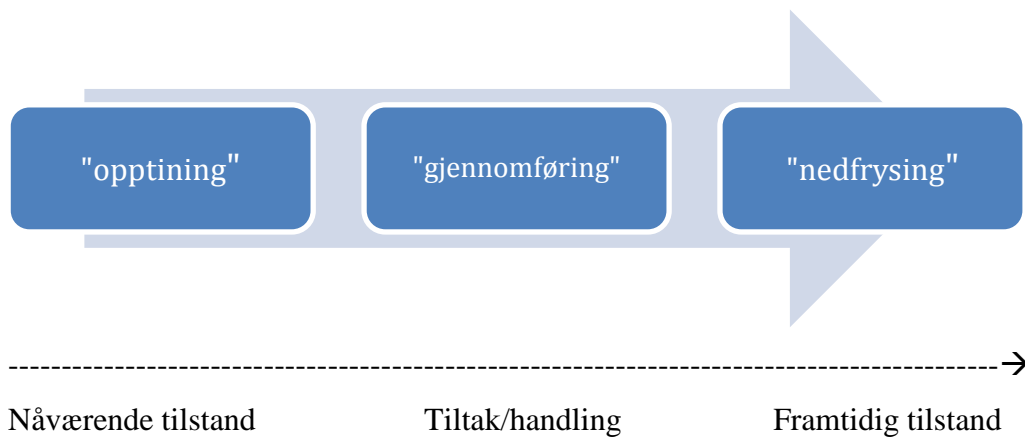 "opptining"
"gjennomføring"
"nedfrysing"
Nåværende tilstand
Tiltak/handling
Framtidig tilstand